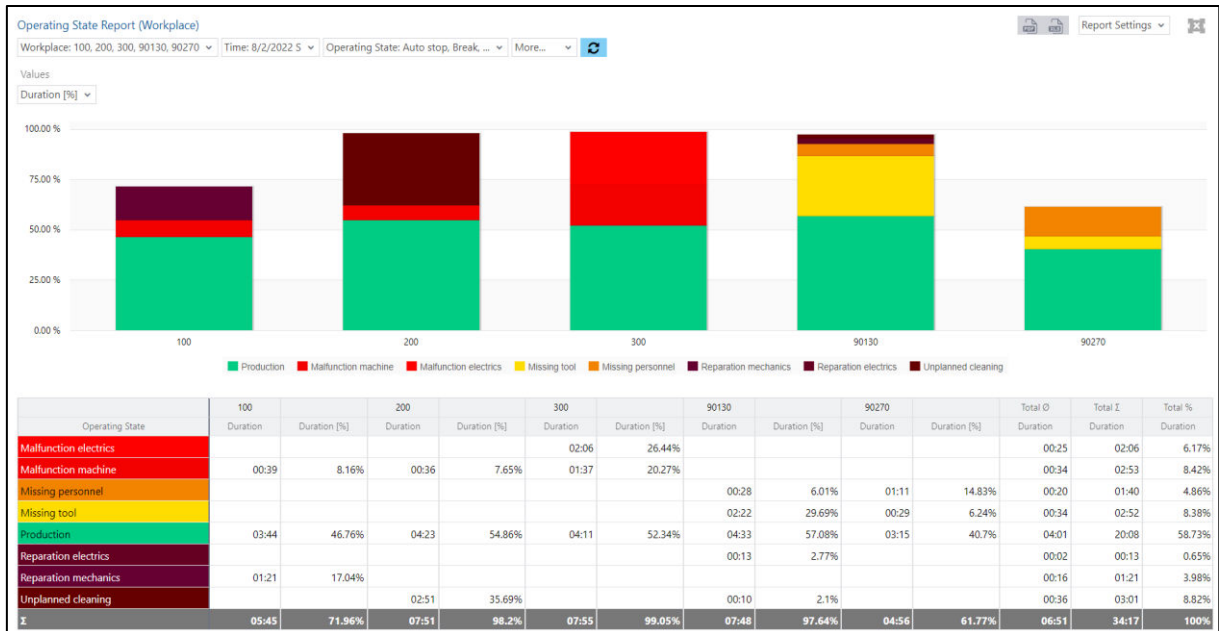 Operating State Report (Workplace)
PDF XLS Report Settings
Workplace: 100, 200, 300, 90130, 90270 Time: 8/2/2022 S Operating State: Auto stop, Break, ... More...
Values
Duration [%]
100.00 %
75.00 %
50.00 %
25.00 %
0.00 %
100 200 300 90130 90270
Production Malfunction machine Malfunction electrics Missing tool Missing personnel Reparation mechanics Reparation electrics Unplanned cleaning
100 200 300 90130 90270 Total Ø Total Σ Total %
Operating State Duration Duration [%] Duration Duration [%] Duration Duration [%] Duration Duration [%] Duration Duration [%] Duration Duration Duration
Malfunction electrics 02:06 26.44% 00:25 02:06 6.17%
Malfunction machine 00:39 8.16% 00:36 7.65% 01:37 20.27% 00:34 02:53 8.42%
Missing personnel 00:28 6.01% 01:11 14.83% 00:20 01:40 4.86%
Missing tool 02:22 29.69% 00:29 6.24% 00:34 02:52 8.38%
Production 03:44 46.76% 04:23 54.86% 04:11 52.34% 04:33 57.08% 03:15 40.7% 04:01 20:08 58.73%
Reparation electrics 00:13 2.77% 00:02 00:13 0.65%
Reparation mechanics 01:21 17.04% 00:16 01:21 3.98%
Unplanned cleaning 02:51 35.69% 00:10 2.1% 00:36 03:01 8.82%
Σ 05:45 71.96% 07:51 98.2% 07:55 99.05% 07:48 97.64% 04:56 61.77% 06:51 34:17 100%